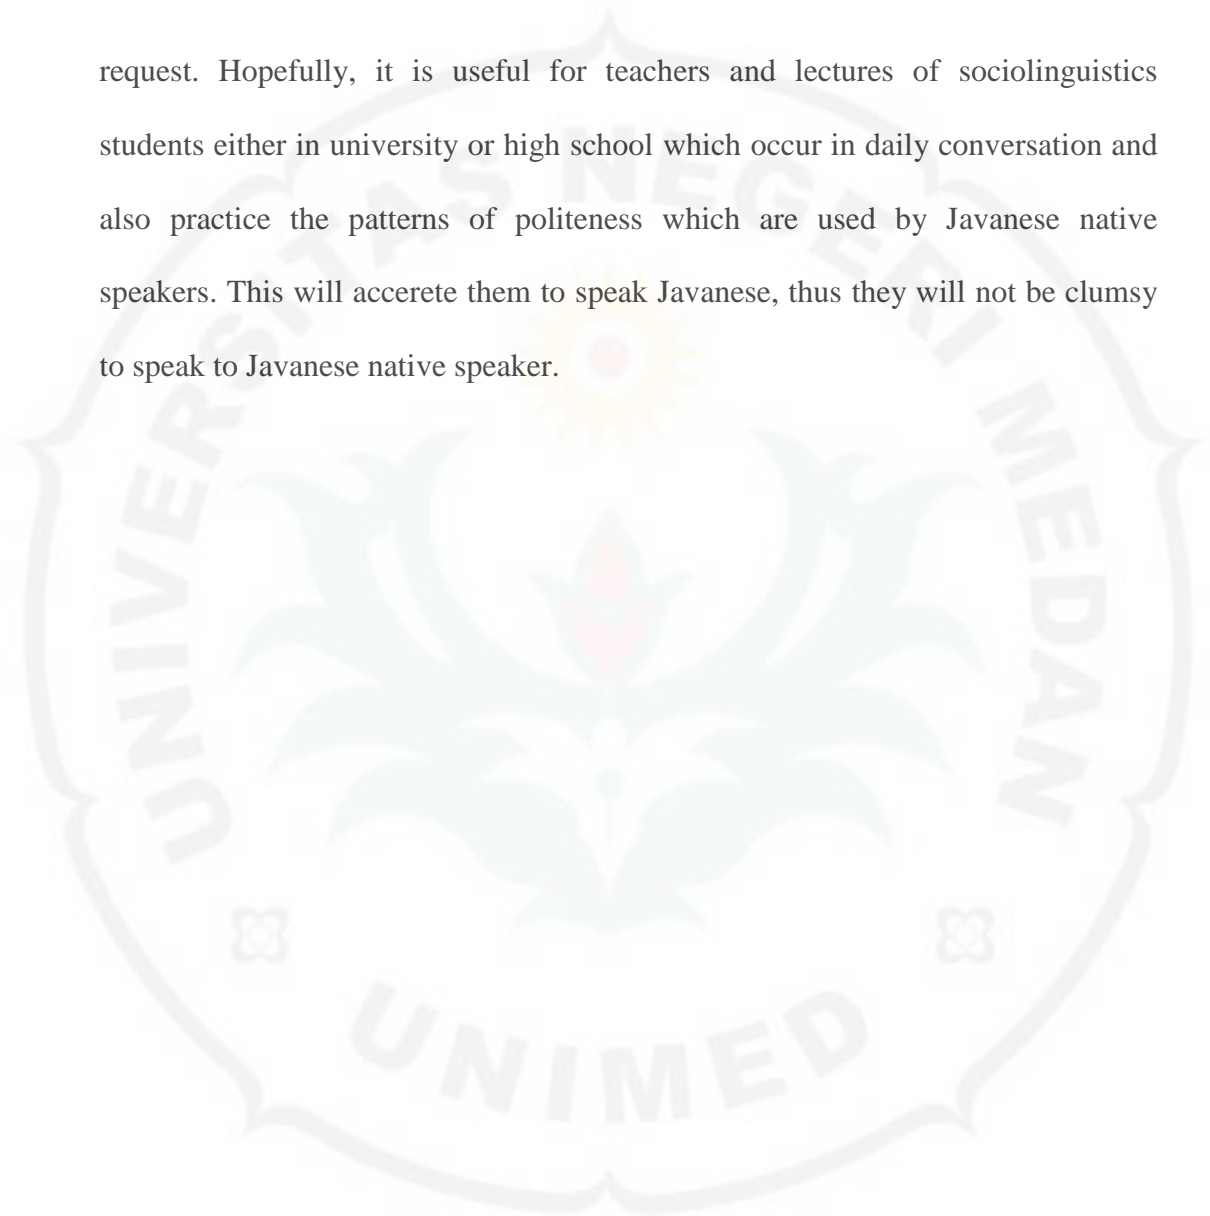 request. Hopefully, it is useful for teachers and lectures of sociolinguistics
students either in university or high school which occur in daily conversation and
also practice the patterns of politeness which are used by Javanese native
speakers. This will accerete them to speak Javanese, thus they will not be clumsy
to speak to Javanese native speaker.
UNIVERSITAS NEGERI MEDAN
UNIMED